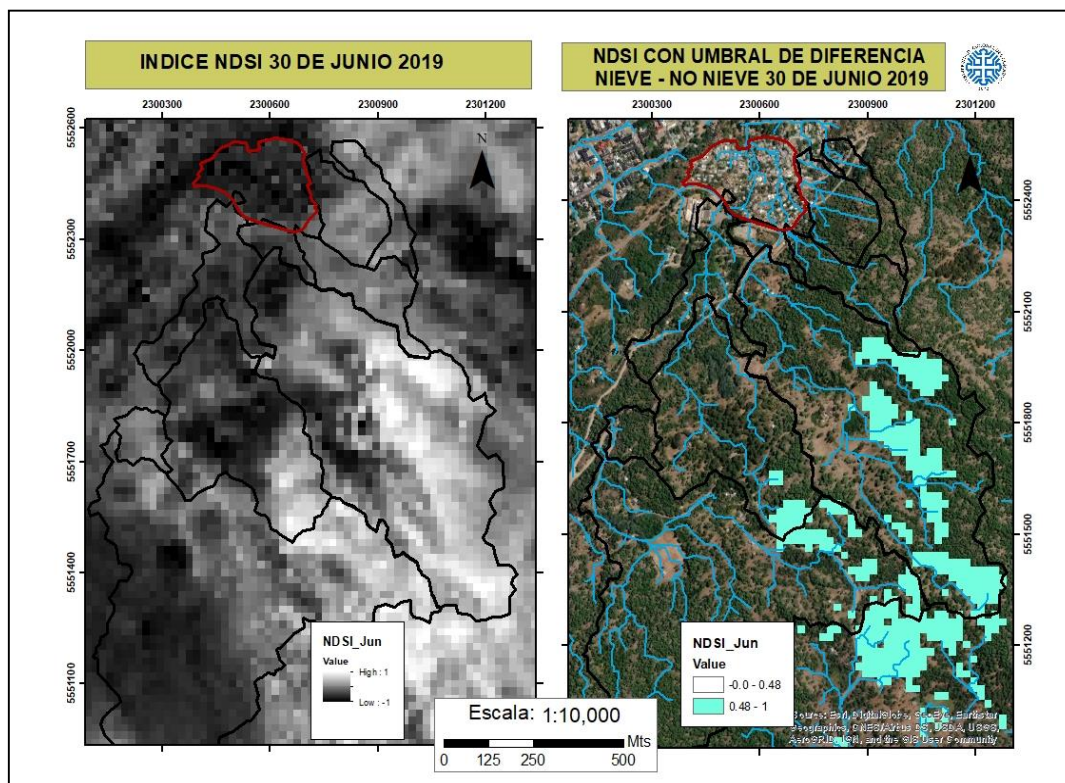 INDICE NDSI 30 DE JUNIO 2019
NDSI CON UMBRAL DE DIFERENCIA
NIEVE - NO NIEVE 30 DE JUNIO 2019
2300300
2300600
2300900
2301200
5552600
5552300
5552000
5551700
5551400
5551100
N
NDSI_Jun
Value
High : 1
Low : -1
2300300
2300600
2300900
2301200
5552400
5552100
5551800
5551500
5551200
NDSI_Jun
Value
-0.0 - 0.48
0.48 - 1
Source: Esri, DigitalGlobe, GeoEye, Earthstar
Geographics, CNES/Airbus DS, USDA, USGS,
AeroGRID, IGN, and the GIS User Community
Escala: 1:10,000
Mts
0 125 250 500